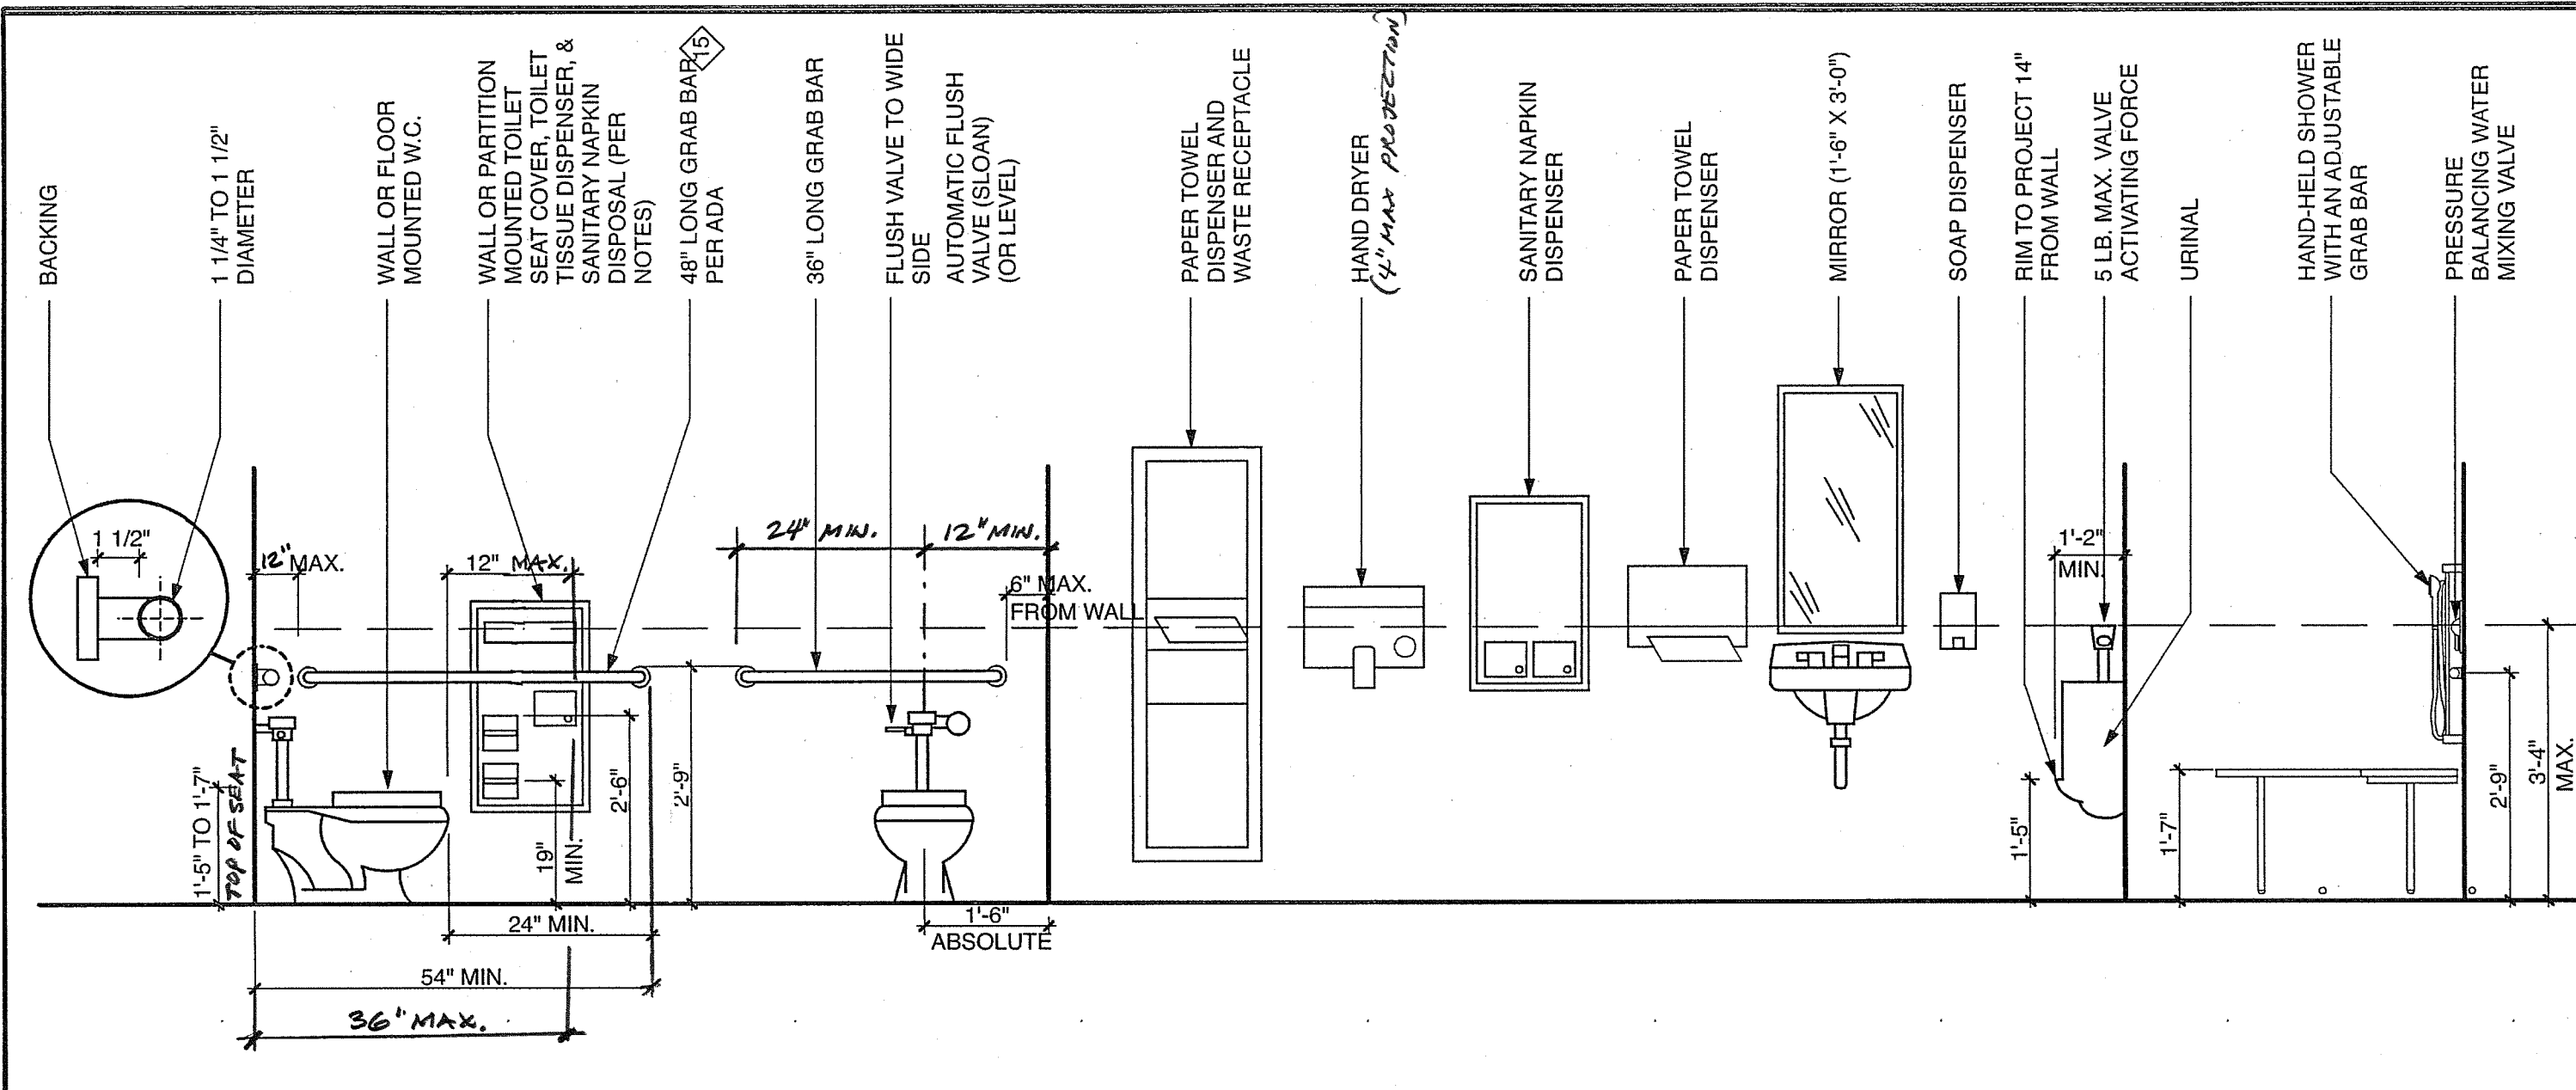 BACKING
1 1/4" TO 1 1/2"
DIAMETER
WALL OR FLOOR
MOUNTED W.C.
WALL OR PARTITION
MOUNTED TOILET
SEAT COVER, TOILET
TISSUE DISPENSER, &
SANITARY NAPKIN
DISPOSAL (PER
NOTES)
48" LONG GRAB BAR
PER ADA
15
36" LONG GRAB BAR
FLUSH VALVE TO WIDE
SIDE
AUTOMATIC FLUSH
VALVE (SLOAN)
(OR LEVEL)
PAPER TOWEL
DISPENSER AND
WASTE RECEPTACLE
HAND DRYER
(4" MAX PROJECTION)
SANITARY NAPKIN
DISPENSER
PAPER TOWEL
DISPENSER
MIRROR (1'-6" X 3'-0")
SOAP DISPENSER
RIM TO PROJECT 14"
FROM WALL
5 LB. MAX. VALVE
ACTIVATING FORCE
URINAL
HAND-HELD SHOWER
WITH AN ADJUSTABLE
GRAB BAR
PRESSURE
BALANCING WATER
MIXING VALVE
1 1/2"
12" MAX.
12" MAX.
24" MIN.
12" MIN.
6" MAX.
FROM WALL
1'-2"
MIN.
1'-5" TO 1'-7"
TOP OF SEAT
19"
MIN.
2'-6"
2'-9"
1'-5"
1'-7"
2'-9"
3'-4"
MAX.
24" MIN.
1'-6"
ABSOLUTE
54" MIN.
36" MAX.